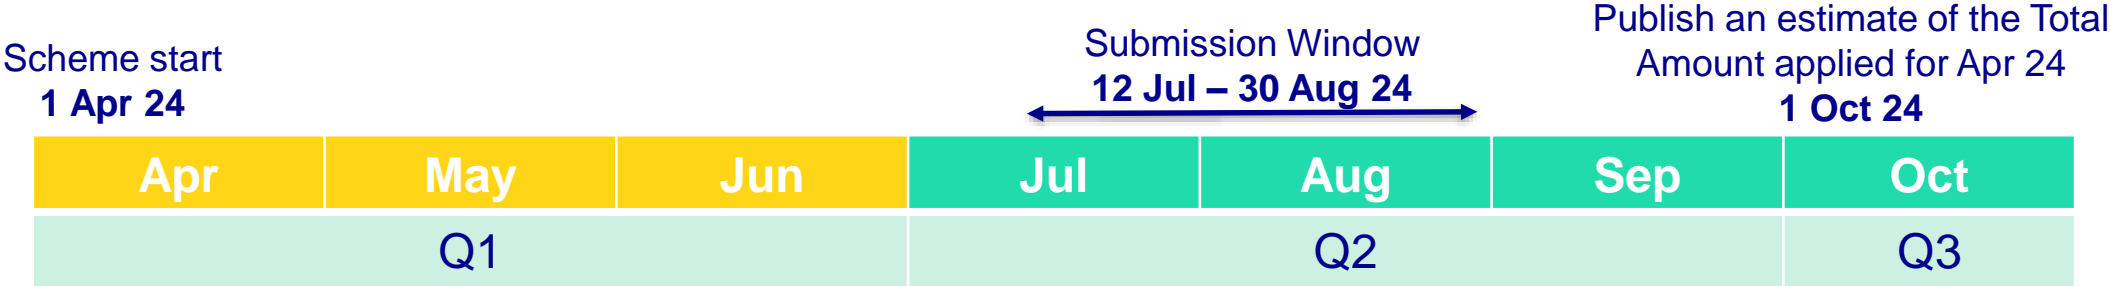 Scheme start
1 Apr 24
Submission Window
12 Jul – 30 Aug 24
Publish an estimate of the Total
Amount applied for Apr 24
1 Oct 24
Apr May Jun Jul Aug Sep Oct
Q1 Q2 Q3